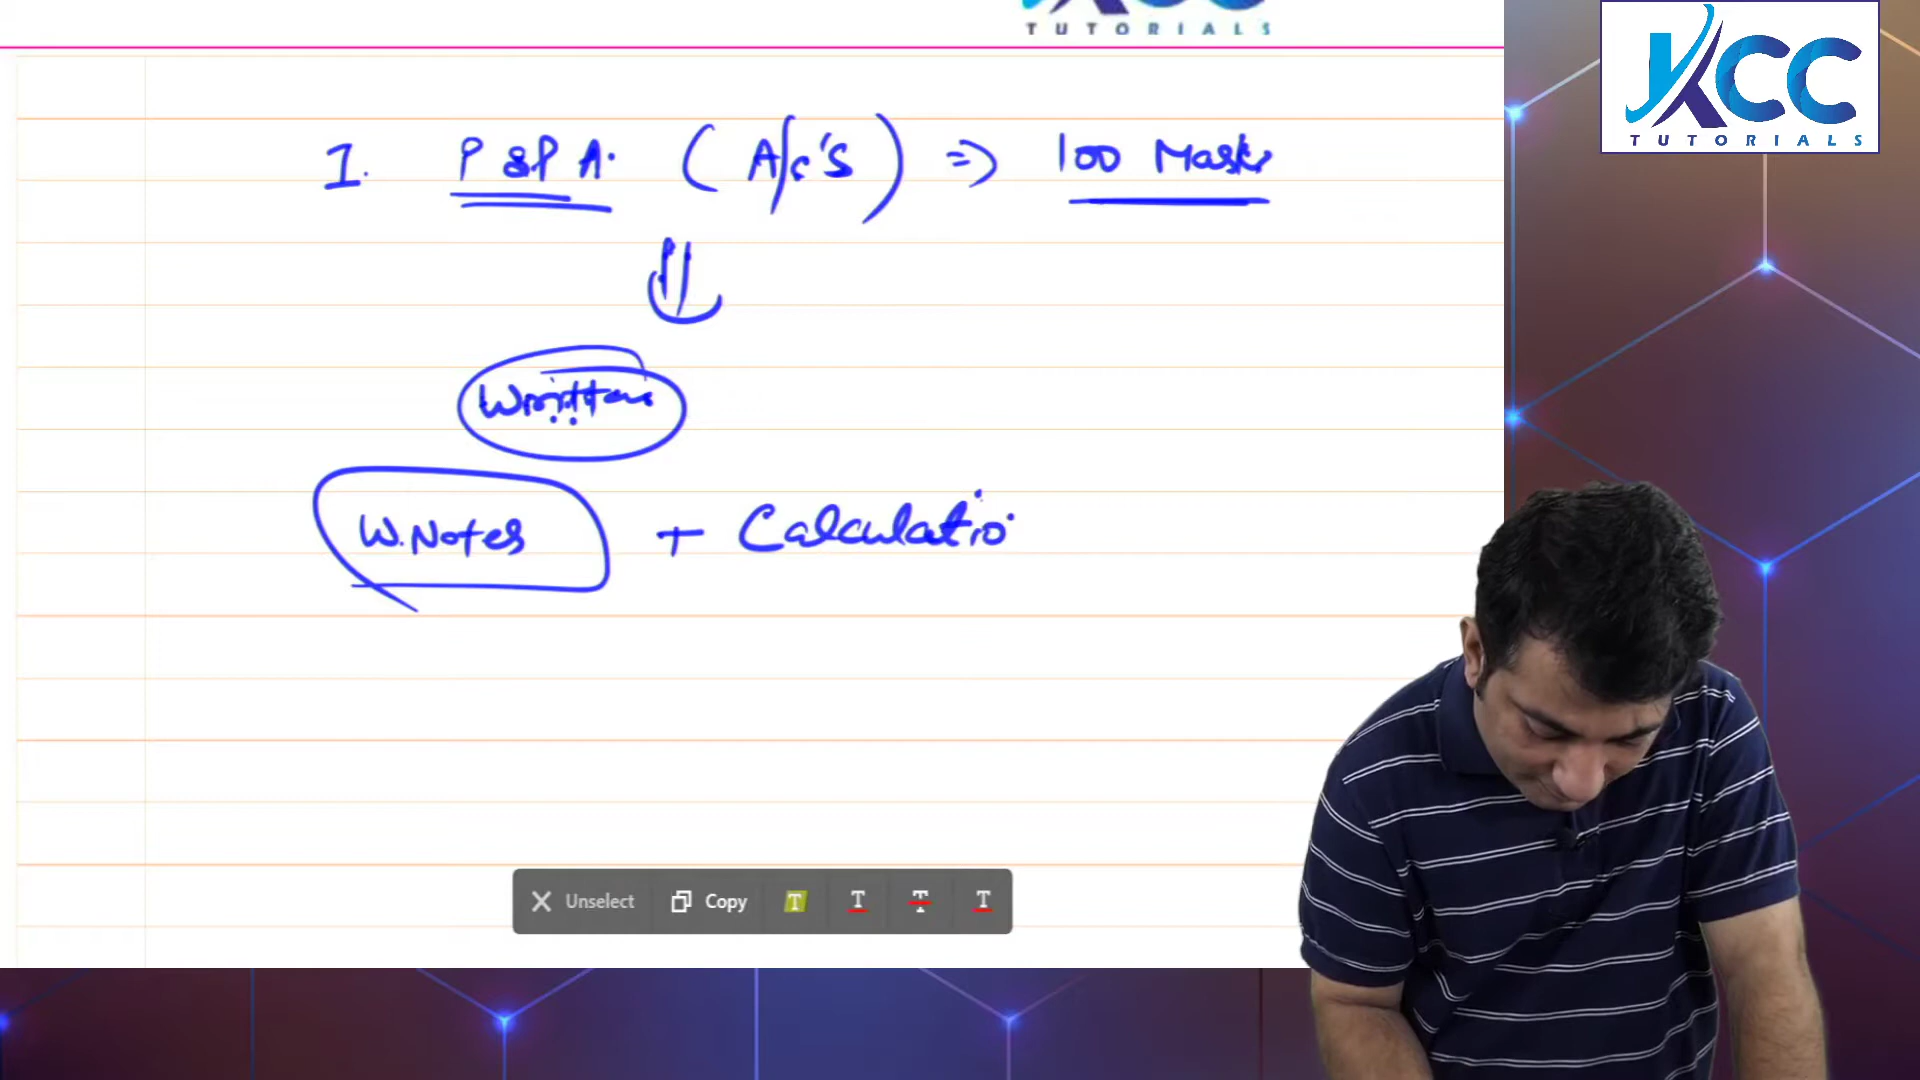 TUTORIALS
KCC
TUTORIALS
1. P & P A. (A/c's) => 100 Marks
Written
W.Notes + Calculatio
Unselect Copy T T T T